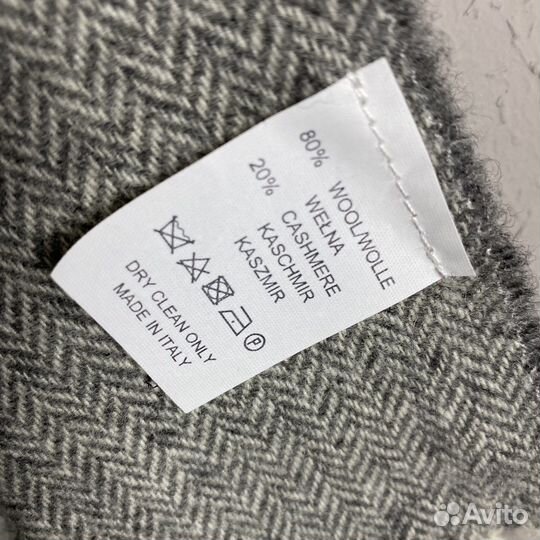 80% WOOL/WOLLE
WEŁNA
20% CASHMERE
KASCHMIR
KASZMIR
P
DRY CLEAN ONLY
MADE IN ITALY
Avito